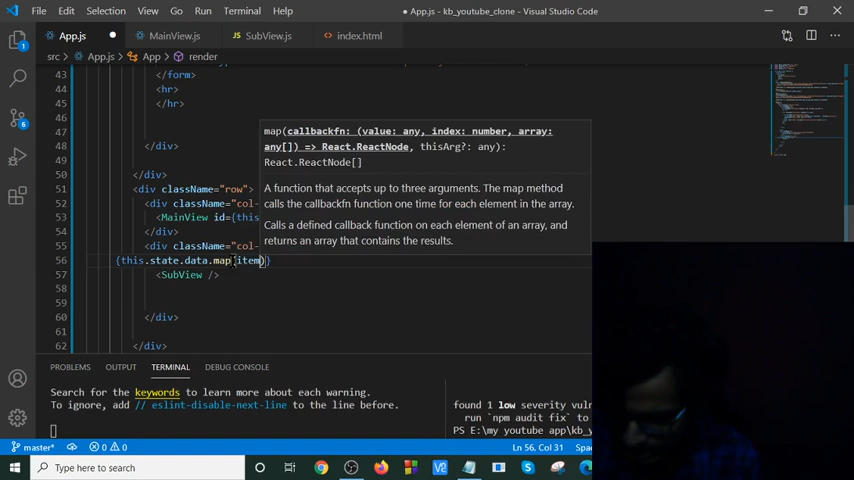 File Edit Selection View Go Run Terminal Help
● App.js - kb_youtube_clone - Visual Studio Code
App.js ● MainView.js SubView.js index.html
src > App.js > App > render
43 </form>
44 <hr>
45 </hr>
46
47
48 </div>
49
50 </div>
51 <div className="row">
52 <div className="col-
53 <MainView id={this
54 </div>
55 <div className="col-
56 {this.state.data.map(item)}
57 <SubView />
58
59
60 </div>
61
62 </div>
map(callbackfn: (value: any, index: number, array:
any[]) => React.ReactNode, thisArg?: any):
React.ReactNode[]
A function that accepts up to three arguments. The map method
calls the callbackfn function one time for each element in the array.
Calls a defined callback function on each element of an array, and
returns an array that contains the results.
PROBLEMS OUTPUT TERMINAL DEBUG CONSOLE
Search for the keywords to learn more about each warning.
To ignore, add // eslint-disable-next-line to the line before.
found 1 low severity vuln
run `npm audit fix` to
PS E:\my youtube app\kb_yo
1
6
master* 0 0 Ln 56, Col 31 Spac
Type here to search